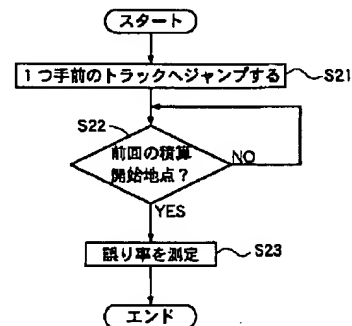 スタート
1つ手前のトラックへジャンプする
S21
S22
前回の積算
開始地点?
NO
YES
誤り率を測定
S23
エンド